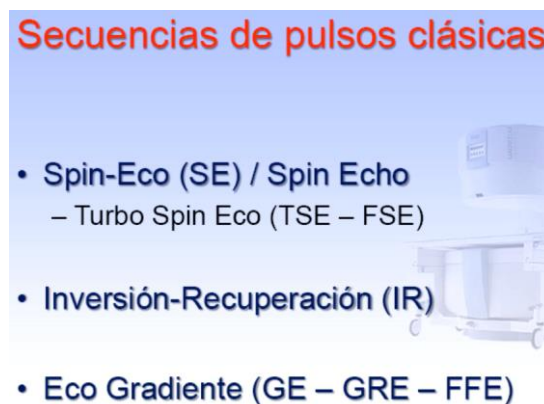 Secuencias de pulsos clásicas
• Spin-Eco (SE) / Spin Echo
– Turbo Spin Eco (TSE – FSE)
• Inversión-Recuperación (IR)
• Eco Gradiente (GE – GRE – FFE)